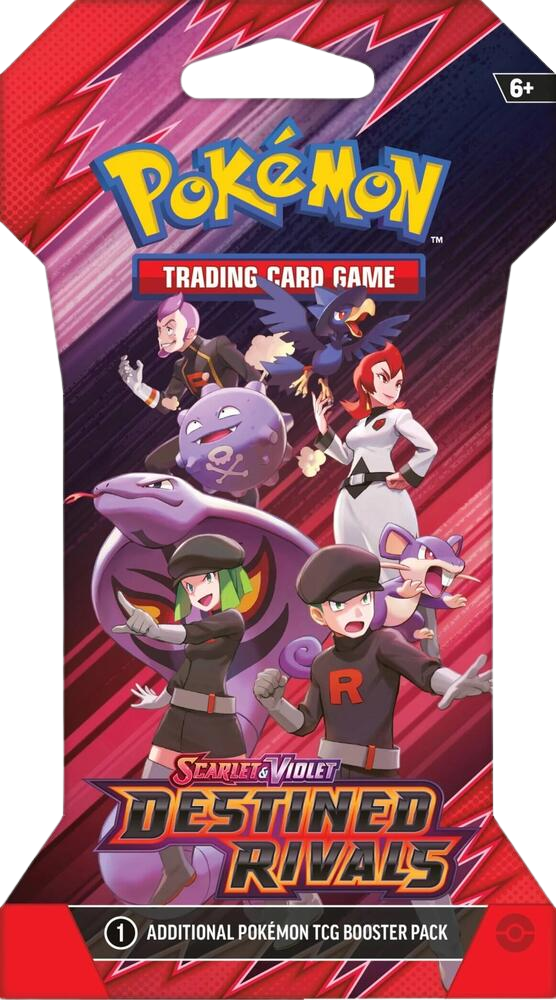 6+
POKéMON
™
TRADING CARD GAME
R
R
SCARLET & VIOLET
DESTINED
RIVALS
1 ADDITIONAL POKÉMON TCG BOOSTER PACK